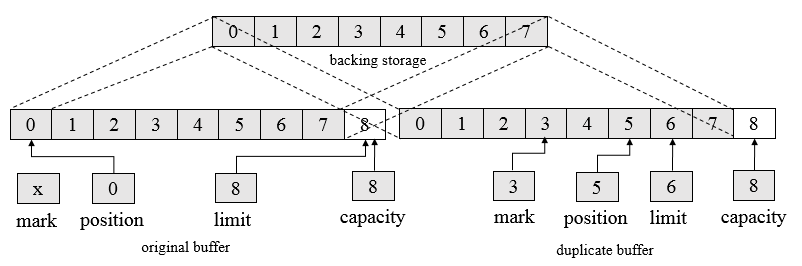 0 1 2 3 4 5 6 7
backing storage
0 1 2 3 4 5 6 7 8 0 1 2 3 4 5 6 7 8
x 0 8 8 3 5 6 8
mark position limit capacity mark position limit capacity
original buffer duplicate buffer